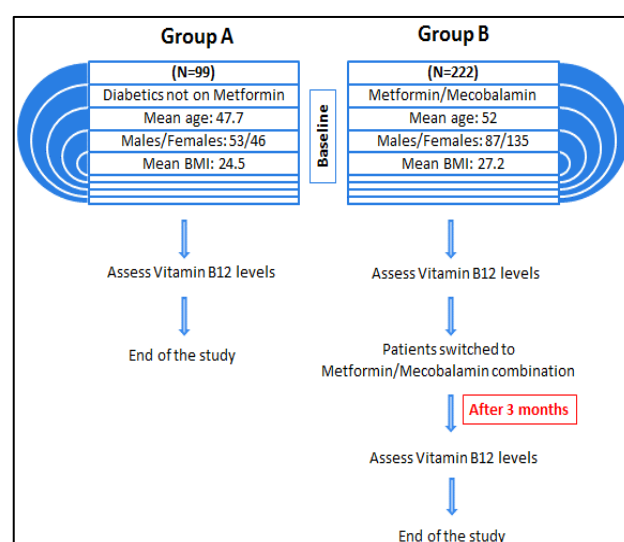 Group A
(N=99)
Diabetics not on Metformin
Mean age: 47.7
Males/Females: 53/46
Mean BMI: 24.5
Assess Vitamin B12 levels
End of the study
Baseline
Group B
(N=222)
Metformin/Mecobalamin
Mean age: 52
Males/Females: 87/135
Mean BMI: 27.2
Assess Vitamin B12 levels
Patients switched to
Metformin/Mecobalamin combination
After 3 months
Assess Vitamin B12 levels
End of the study